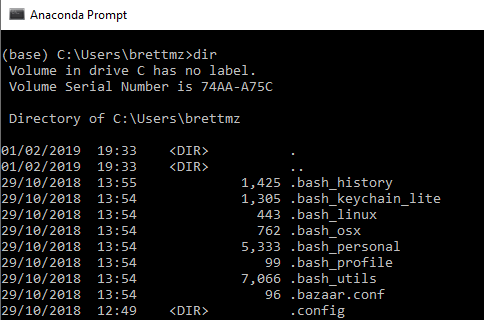 Anaconda Prompt
(base) C:\Users\brettmz>dir
Volume in drive C has no label.
Volume Serial Number is 74AA-A75C
Directory of C:\Users\brettmz
01/02/2019 19:33 <DIR> .
01/02/2019 19:33 <DIR> ..
29/10/2018 13:55 1,425 .bash_history
29/10/2018 13:54 1,305 .bash_keychain_lite
29/10/2018 13:54 443 .bash_linux
29/10/2018 13:54 762 .bash_osx
29/10/2018 13:54 5,333 .bash_personal
29/10/2018 13:54 99 .bash_profile
29/10/2018 13:54 7,066 .bash_utils
29/10/2018 13:54 96 .bazaar.conf
29/10/2018 12:49 <DIR> .config